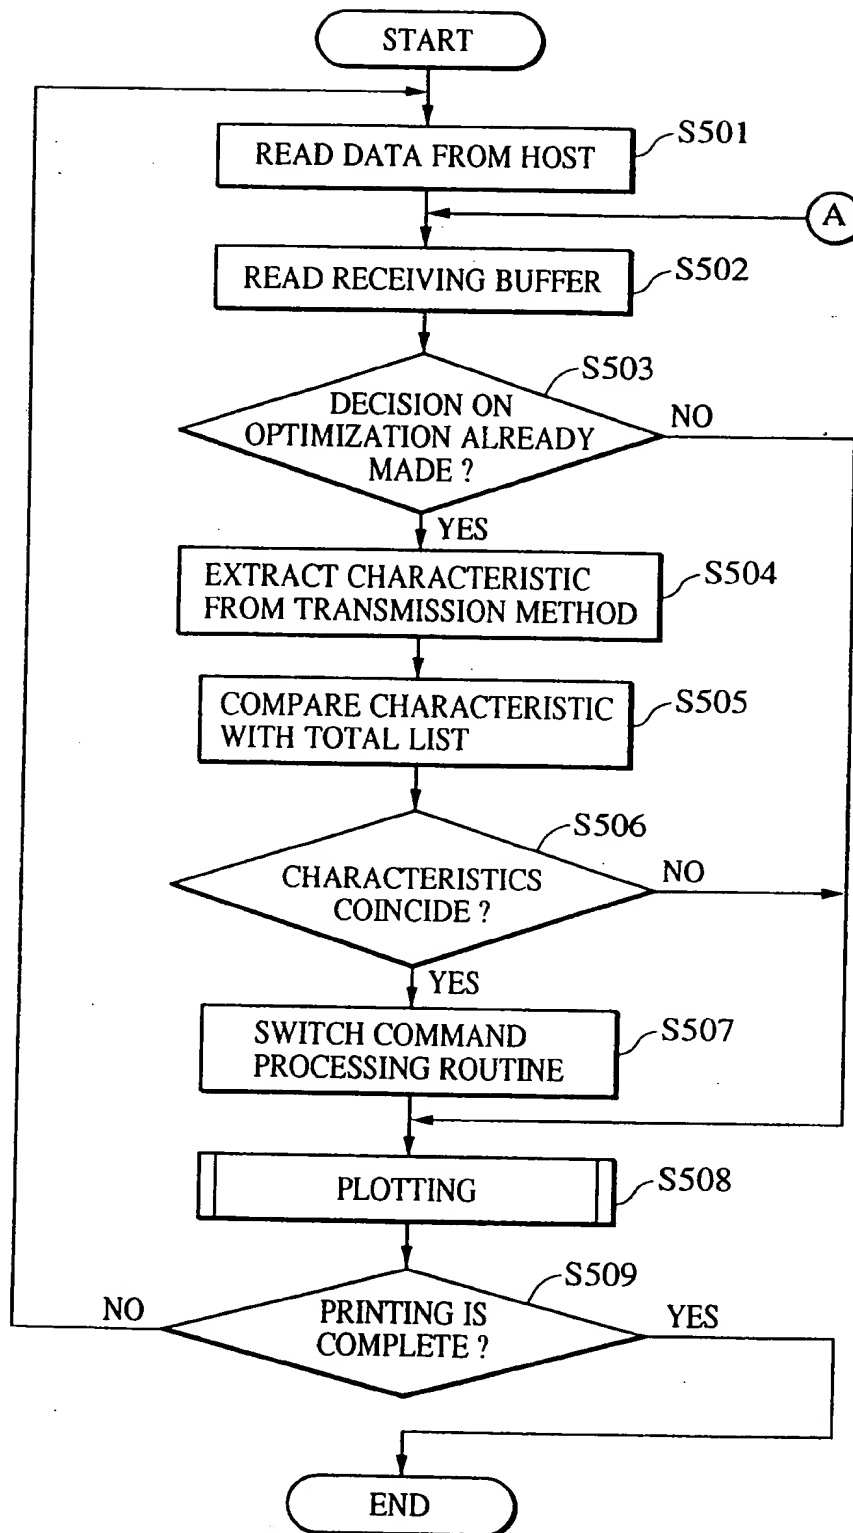 START
READ DATA FROM HOST
S501
A
READ RECEIVING BUFFER
S502
S503
DECISION ON
OPTIMIZATION ALREADY
MADE ?
NO
YES
EXTRACT CHARACTERISTIC
FROM TRANSMISSION METHOD
S504
COMPARE CHARACTERISTIC
WITH TOTAL LIST
S505
S506
CHARACTERISTICS
COINCIDE ?
NO
YES
SWITCH COMMAND
PROCESSING ROUTINE
S507
PLOTTING
S508
S509
NO
PRINTING IS
COMPLETE ?
YES
END